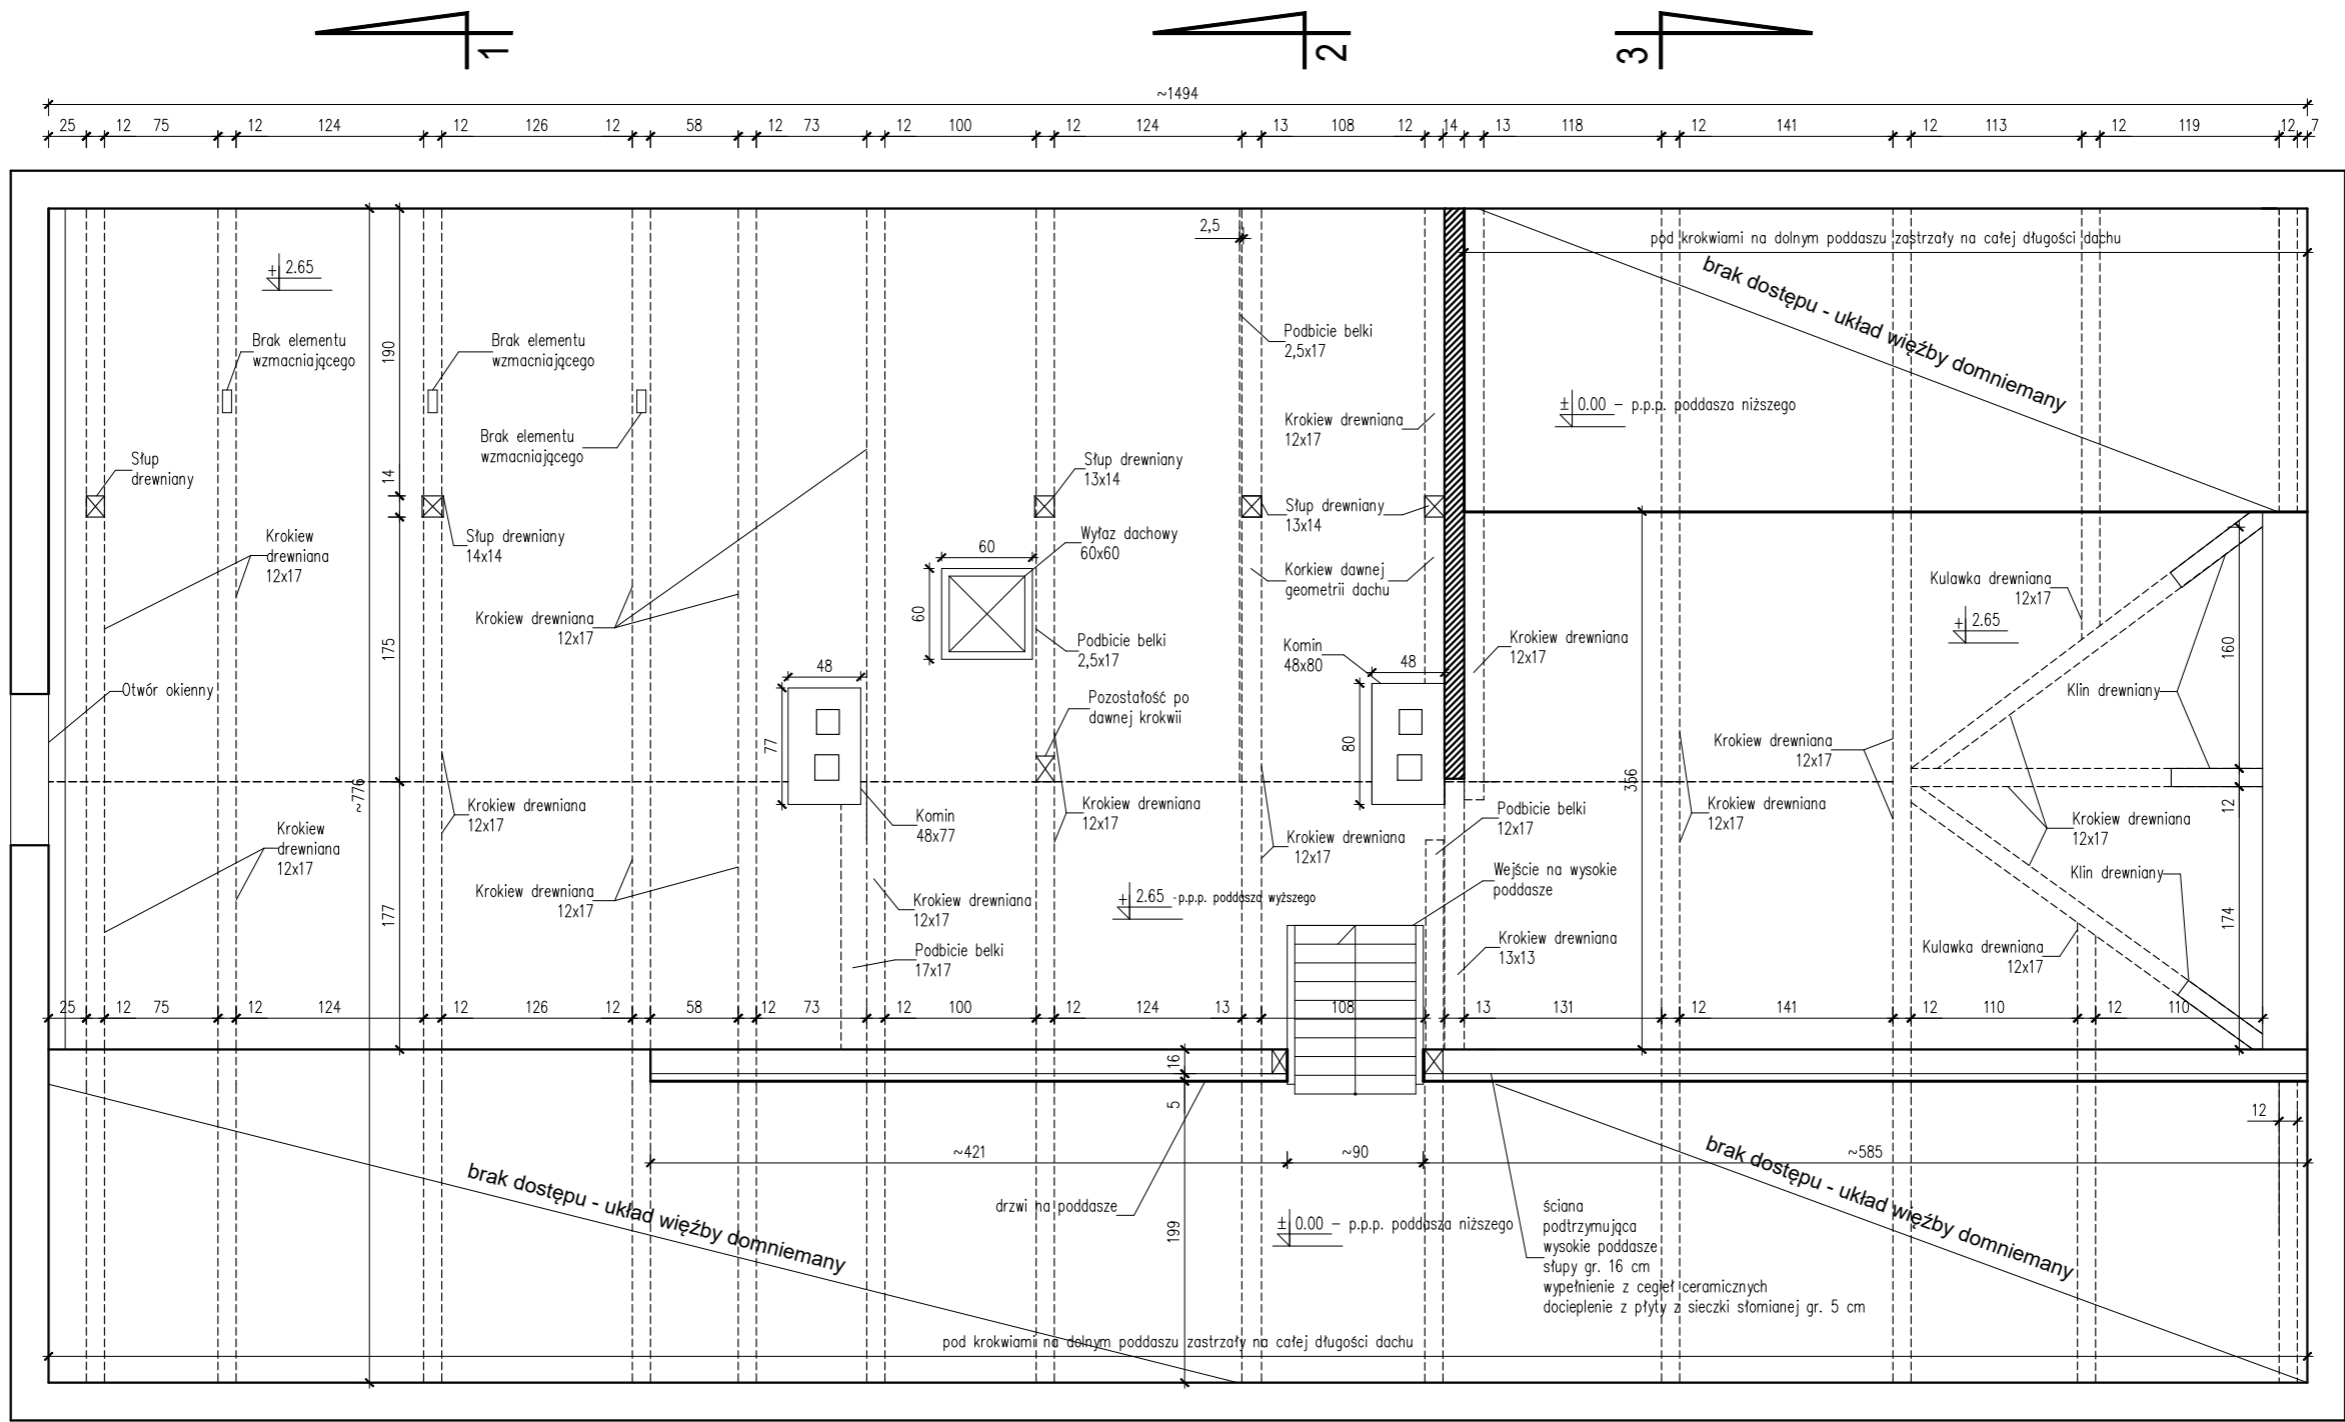 1
2
3
~1494
25 12 75 12 124 12 126 12 58 12 73 12 100 12 124 13 108 12 14 13 118 12 141 12 113 12 119 12 7
2,5
pod krokwiami na dolnym poddaszu zastrzały na całej długości dachu
brak dostępu - układ więźby domniemany
+ 2.65
190
Brak elementu
wzmacniającego
Brak elementu
wzmacniającego
Podbicie belki
2,5x17
± 0.00 - p.p.p. poddasza niższego
Brak elementu
wzmacniającego
Krokiew drewniana
12x17
Słup
drewniany
14
Słup drewniany
13x14
Słup drewniany
13x14
Słup drewniany
14x14
Krokiew
drewniana
12x17
Wyłaz dachowy
60x60
60
60
Korkiew dawnej
geometrii dachu
Kulawka drewniana
12x17
+ 2.65
Krokiew drewniana
12x17
175
Podbicie belki
2,5x17
Komin
48x80
48
48
Krokiew drewniana
12x17
160
Otwór okienny
Pozostałość po
dawnej krokwii
77
80
Klin drewniany
Krokiew drewniana
12x17
~776
356
12
Krokiew drewniana
12x17
Komin
48x77
Krokiew drewniana
12x17
Krokiew drewniana
12x17
Podbicie belki
12x17
Krokiew drewniana
12x17
Krokiew drewniana
12x17
Krokiew
drewniana
12x17
Krokiew drewniana
12x17
Krokiew drewniana
12x17
Wejście na wysokie
poddasze
Klin drewniany
177
+ 2.65 -p.p.p. poddasza wyższego
174
Podbicie belki
17x17
Krokiew drewniana
13x13
Kulawka drewniana
12x17
25 12 75 12 124 12 126 12 58 12 73 12 100 12 124 13 108 13 131 12 141 12 110 12 110
16
5
12
~421
~90
~585
brak dostępu - układ więźby domniemany
brak dostępu - układ więźby domniemany
drzwi na poddasze
199
± 0.00 - p.p.p. poddasza niższego
ściana
podtrzymująca
wysokie poddasze
słupy gr. 16 cm
wypełnienie z cegieł ceramicznych
docieplenie z płyty z sieczki słomianej gr. 5 cm
pod krokwiami na dolnym poddaszu zastrzały na całej długości dachu